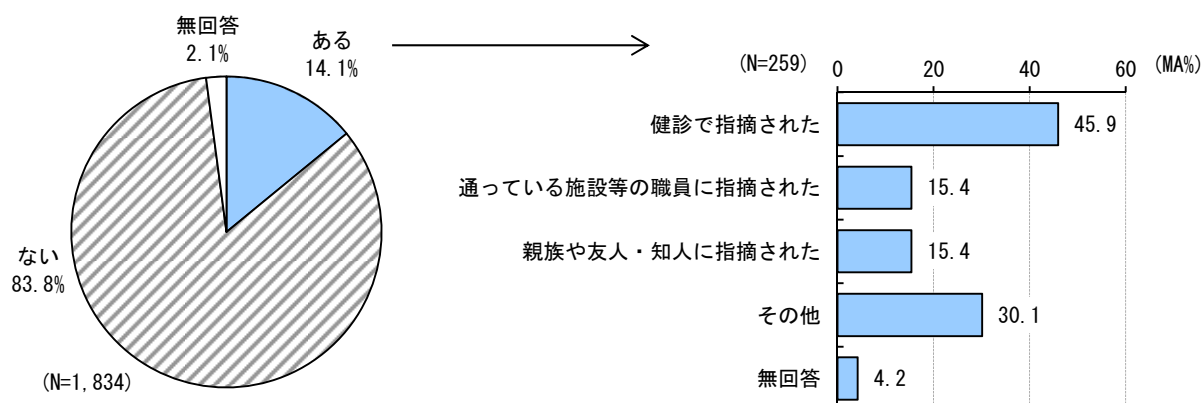 無回答
2.1%
ある
14.1%
ない
83.8%
(N=1,834)
(N=259)
0
20
40
60
(MA%)
健診で指摘された
45.9
通っている施設等の職員に指摘された
15.4
親族や友人・知人に指摘された
15.4
その他
30.1
無回答
4.2